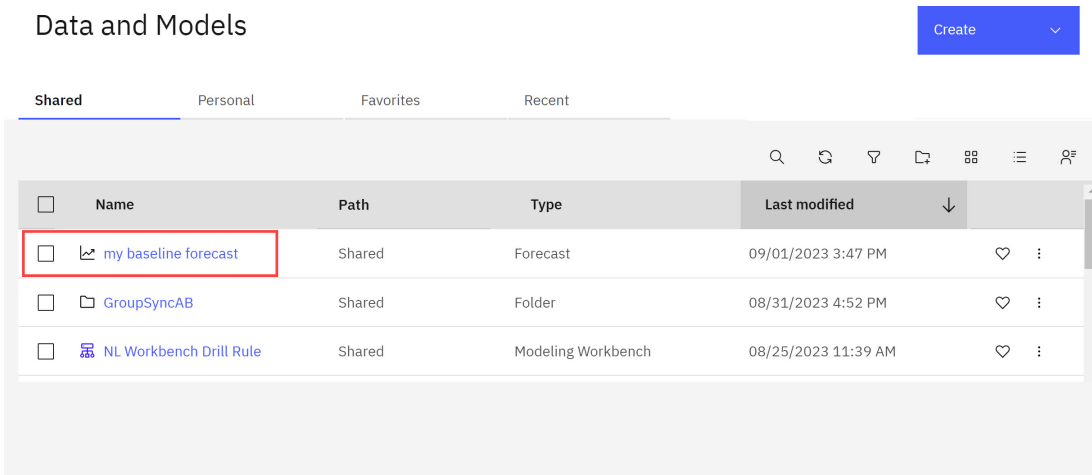 Data and Models
Create
Shared Personal Favorites Recent
Name Path Type Last modified
my baseline forecast Shared Forecast 09/01/2023 3:47 PM
GroupSyncAB Shared Folder 08/31/2023 4:52 PM
NL Workbench Drill Rule Shared Modeling Workbench 08/25/2023 11:39 AM